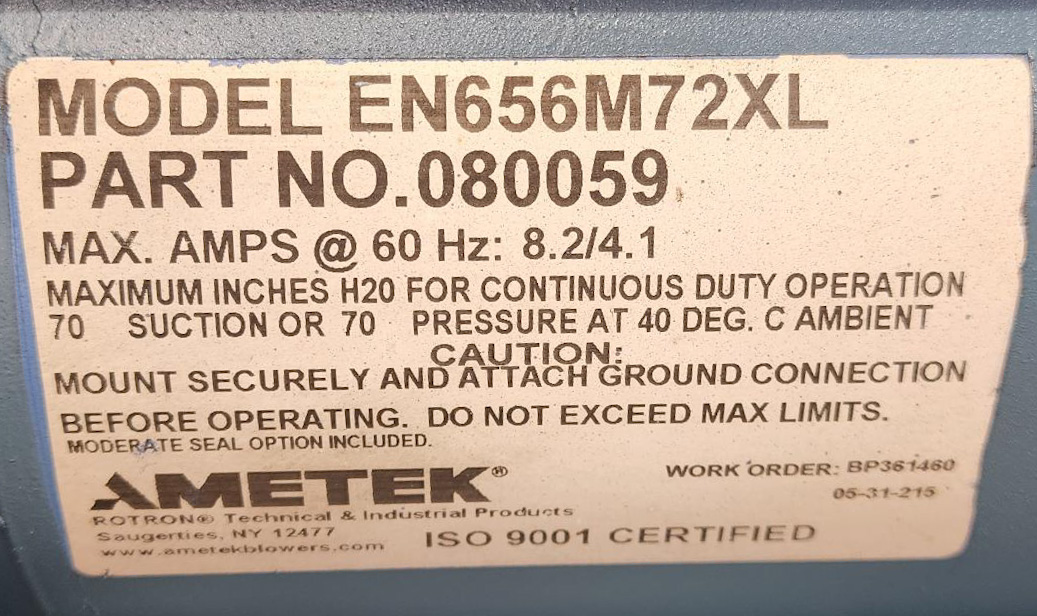 MODEL EN656M72XL
PART NO.080059
MAX. AMPS @ 60 Hz: 8.2/4.1
MAXIMUM INCHES H20 FOR CONTINUOUS DUTY OPERATION
70 SUCTION OR 70 PRESSURE AT 40 DEG. C AMBIENT
CAUTION:
MOUNT SECURELY AND ATTACH GROUND CONNECTION
BEFORE OPERATING. DO NOT EXCEED MAX LIMITS.
MODERATE SEAL OPTION INCLUDED.
AMETEK®
WORK ORDER: BP361460
05-31-215
ROTRON® Technical & Industrial Products
Saugerties, NY 12477
www.ametekblowers.com
ISO 9001 CERTIFIED